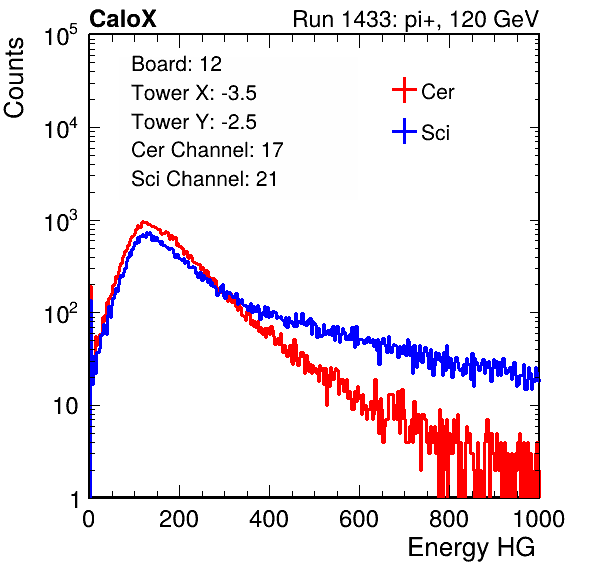 CaloX Run 1433: pi+, 120 GeV
Counts
Board: 12
Tower X: -3.5
Tower Y: -2.5
Cer Channel: 17
Sci Channel: 21
Cer
Sci
10^5
10^4
10^3
10^2
10
1
0 200 400 600 800 1000
Energy HG